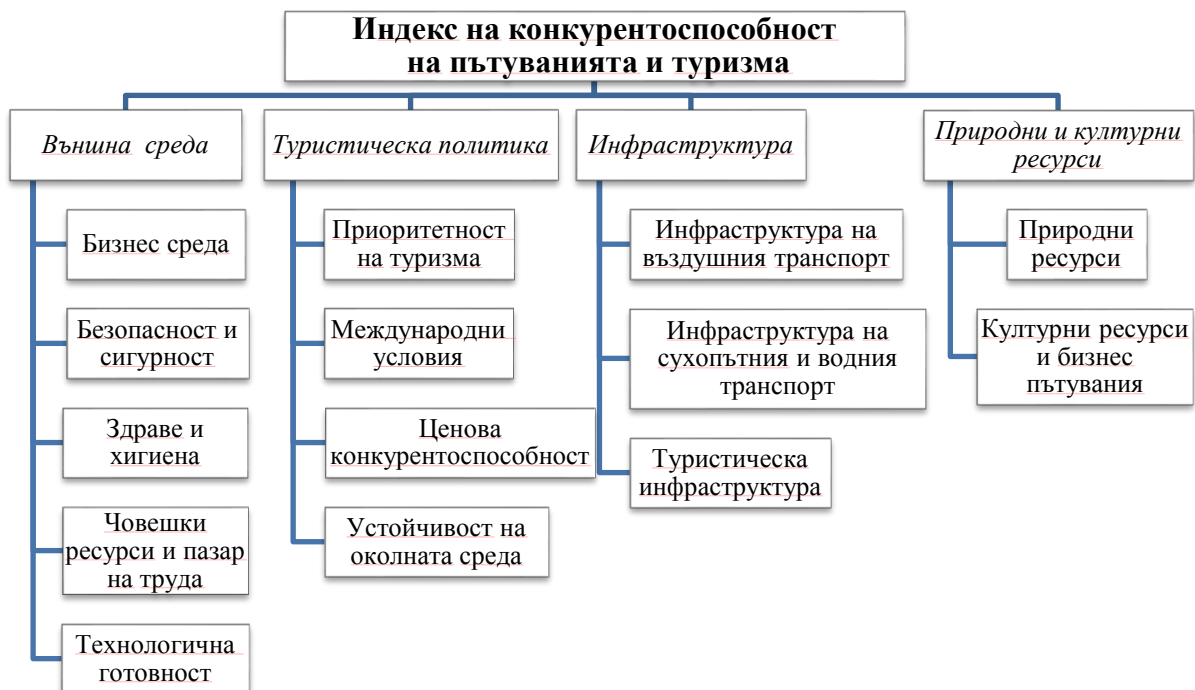 Индекс на конкурентоспособност
на пътуванията и туризма
Външна среда
Бизнес среда
Безопасност и
сигурност
Здраве и
хигиена
Човешки
ресурси и пазар
на труда
Технологична
готовност
Туристическа политика
Приоритетност
на туризма
Международни
условия
Ценова
конкурентоспособност
Устойчивост на
околната среда
Инфраструктура
Инфраструктура на
въздушния транспорт
Инфраструктура на
сухопътния и водния
транспорт
Туристическа
инфраструктура
Природни и културни
ресурси
Природни
ресурси
Културни ресурси
и бизнес
пътувания